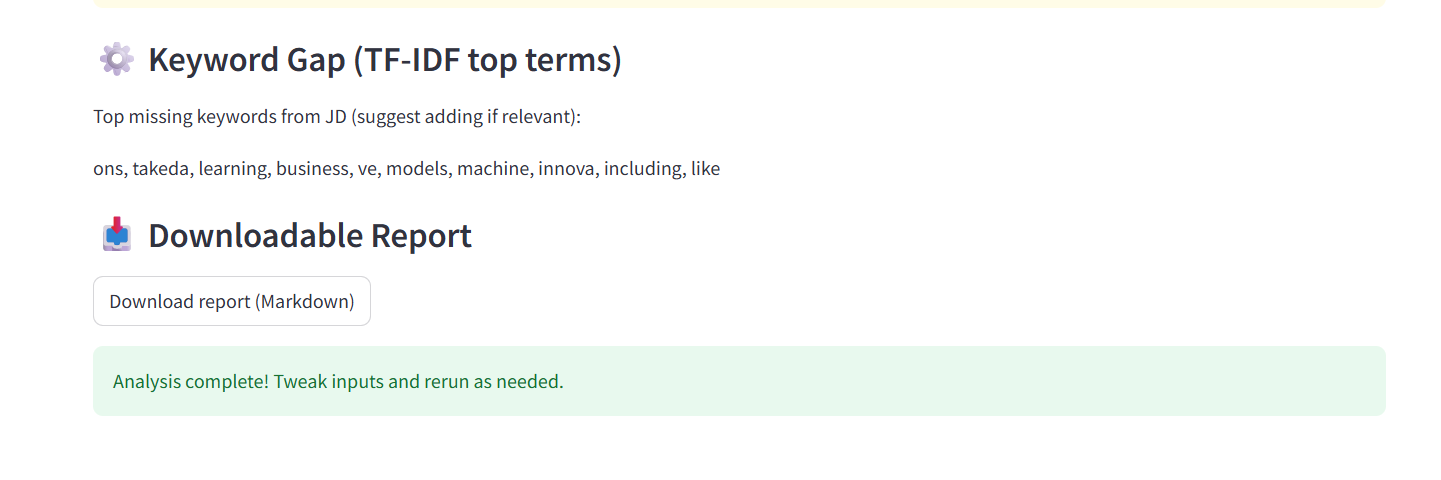 Keyword Gap (TF-IDF top terms)
Top missing keywords from JD (suggest adding if relevant):
ons, takeda, learning, business, ve, models, machine, innova, including, like
Downloadable Report
Download report (Markdown)
Analysis complete! Tweak inputs and rerun as needed.